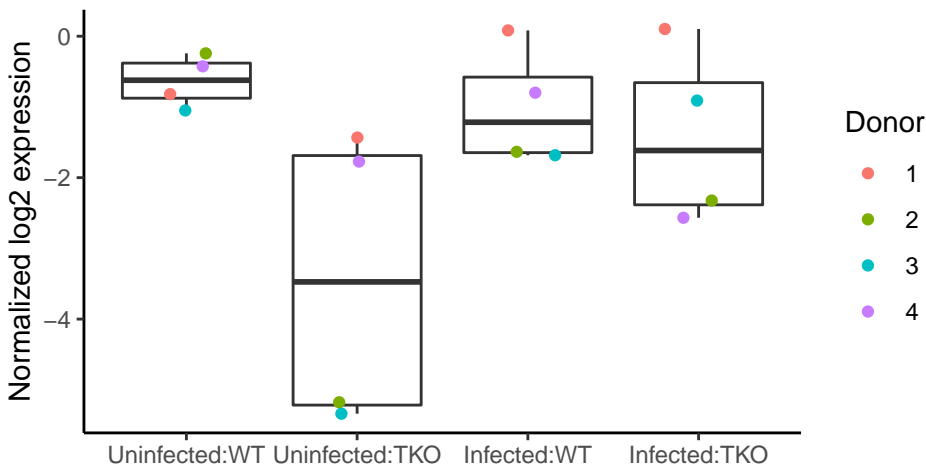 Normalized log2 expression
0
−2
−4
Uninfected:WT
Uninfected:TKO
Infected:WT
Infected:TKO
Donor
1
2
3
4